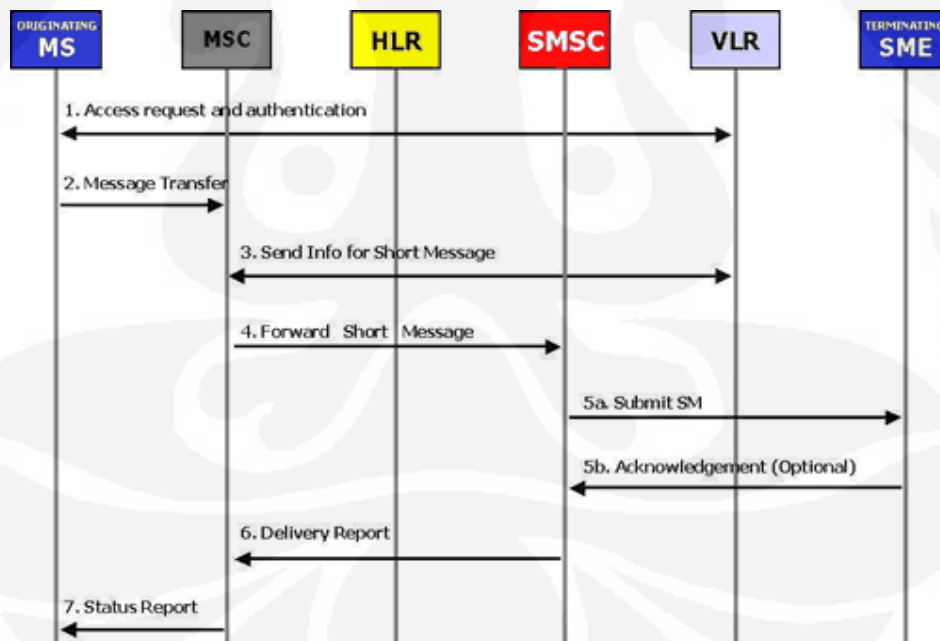 ORIGINATING
MS
MSC
HLR
SMSC
VLR
TERMINATING
SME
1. Access request and authentication
2. Message Transfer
3. Send Info for Short Message
4. Forward Short Message
5a. Submit SM
5b. Acknowledgement (Optional)
6. Delivery Report
7. Status Report